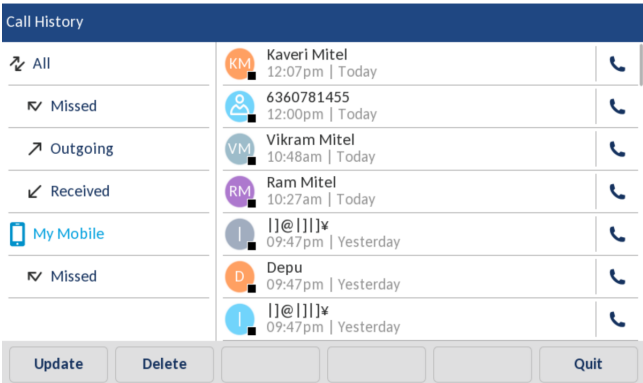 Call History
All
Missed
Outgoing
Received
My Mobile
Missed
KM Kaveri Mitel
12:07pm | Today
6360781455
12:00pm | Today
VM Vikram Mitel
10:48am | Today
RM Ram Mitel
10:27am | Today
| |]@|]|]¥
09:47pm | Yesterday
D Depu
09:47pm | Yesterday
| |]@|]|]¥
09:47pm | Yesterday
Update Delete Quit